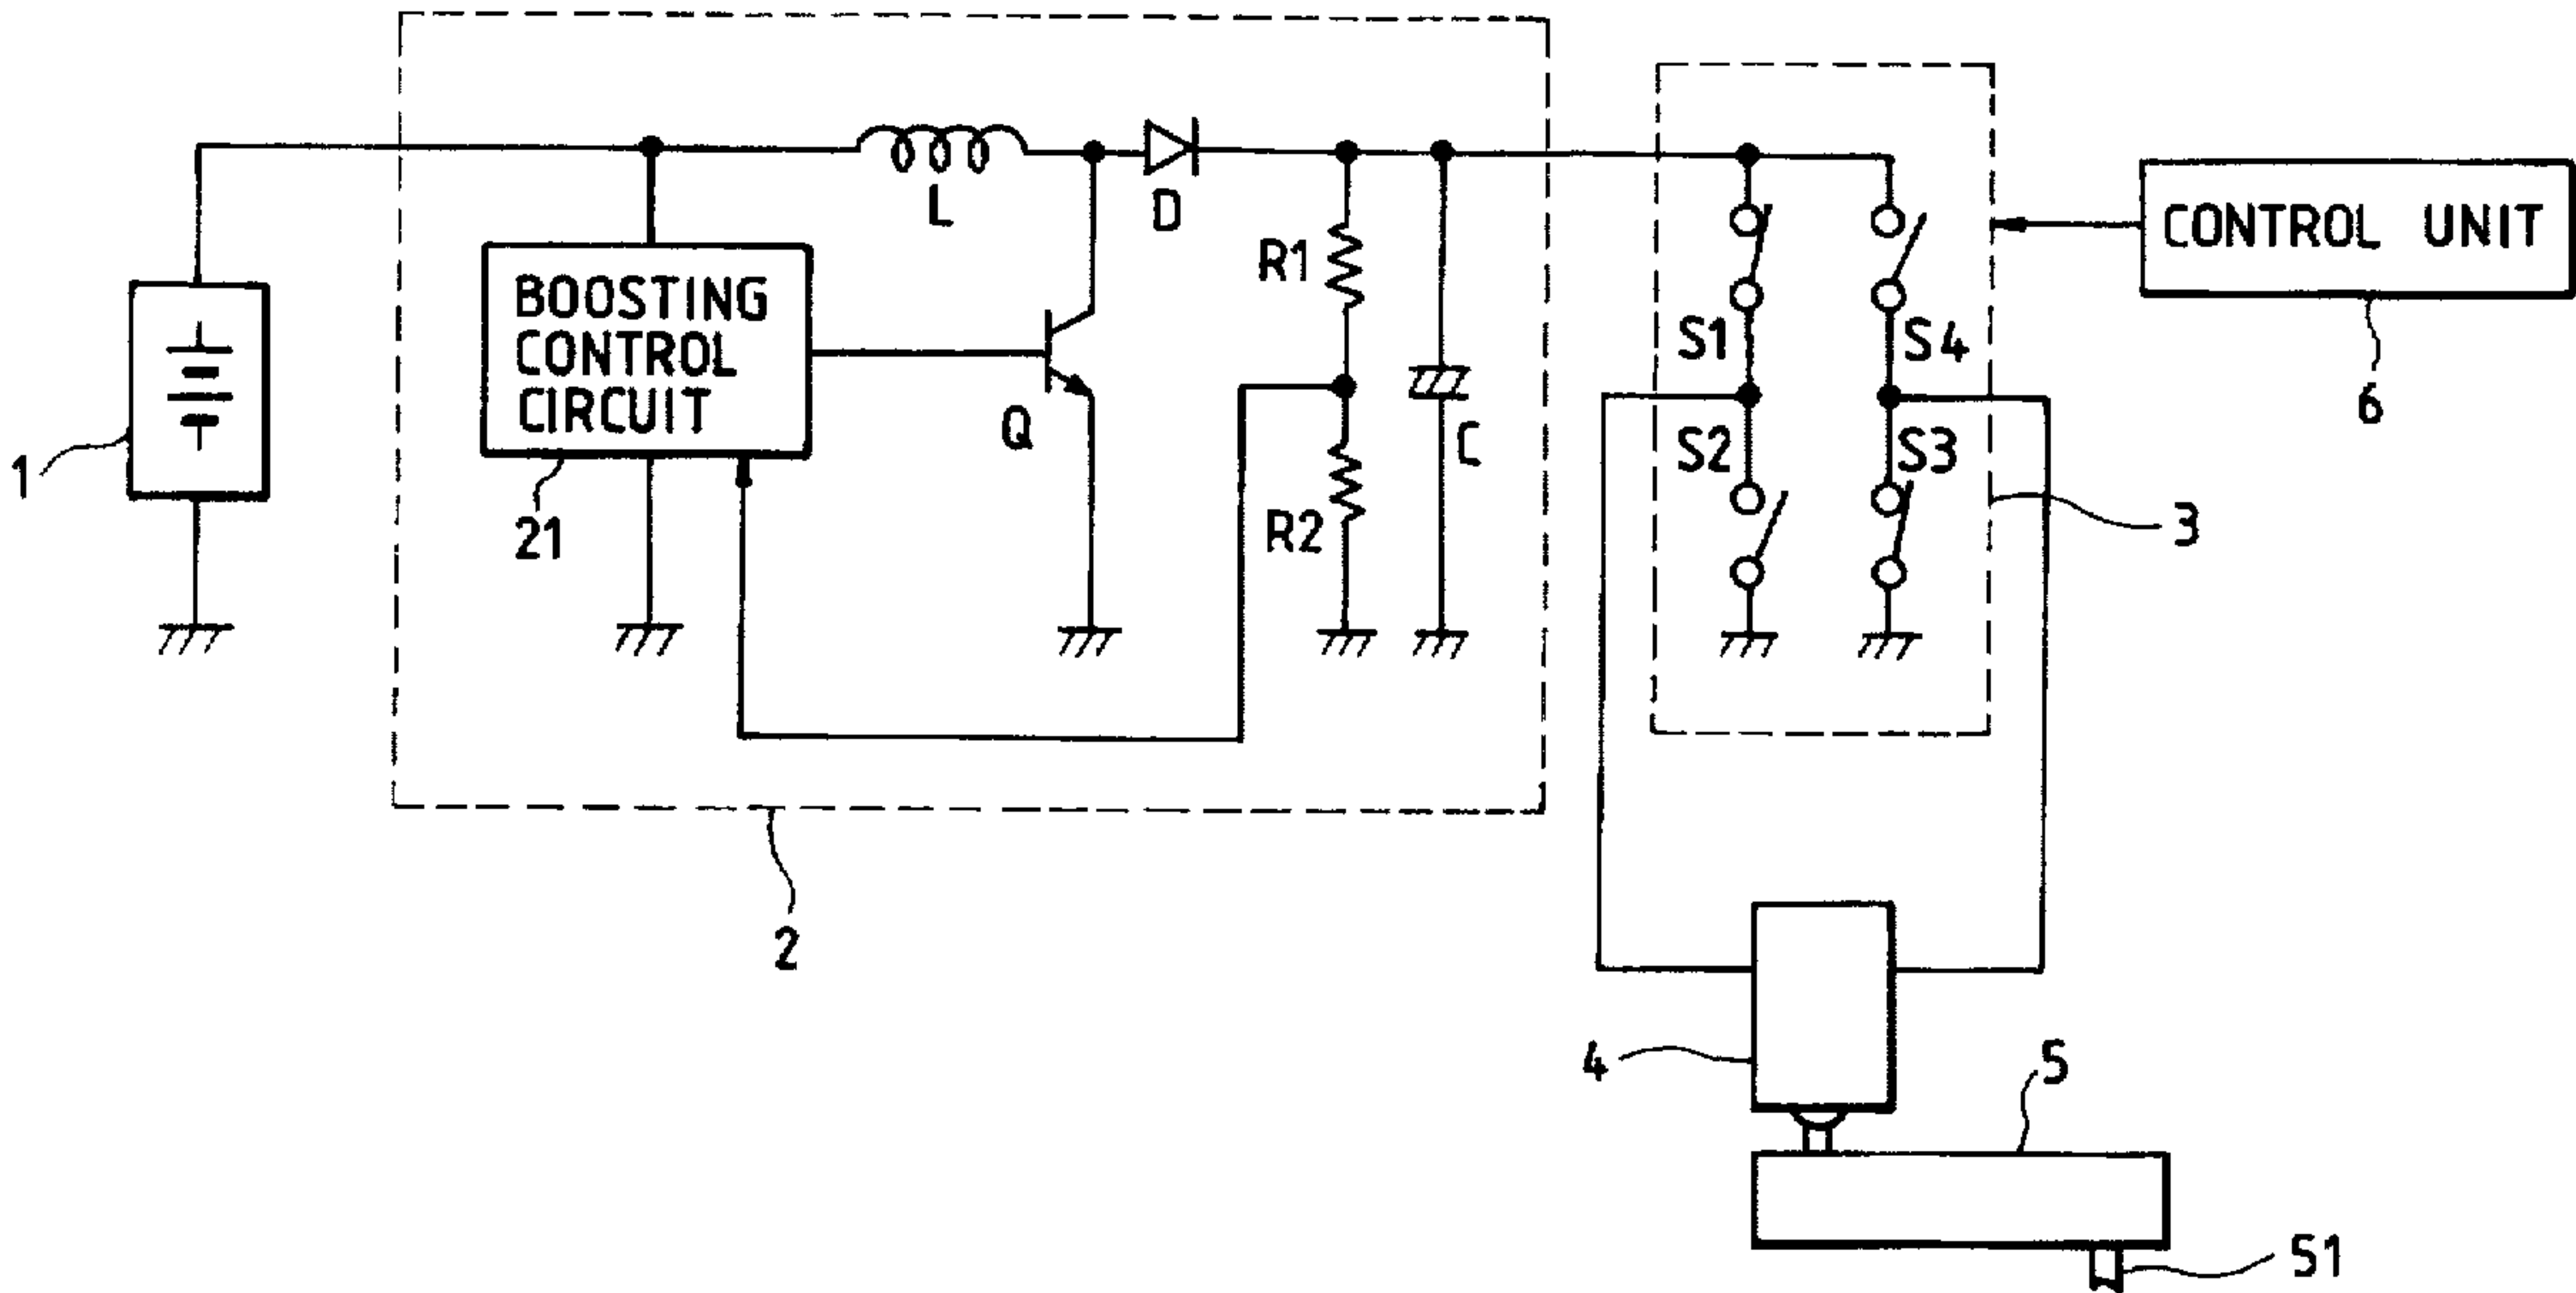 L
D
R1
CONTROL UNIT
BOOSTING
CONTROL
CIRCUIT
S1
S4
6
Q
C
S2
S3
1
21
R2
3
2
4
5
51